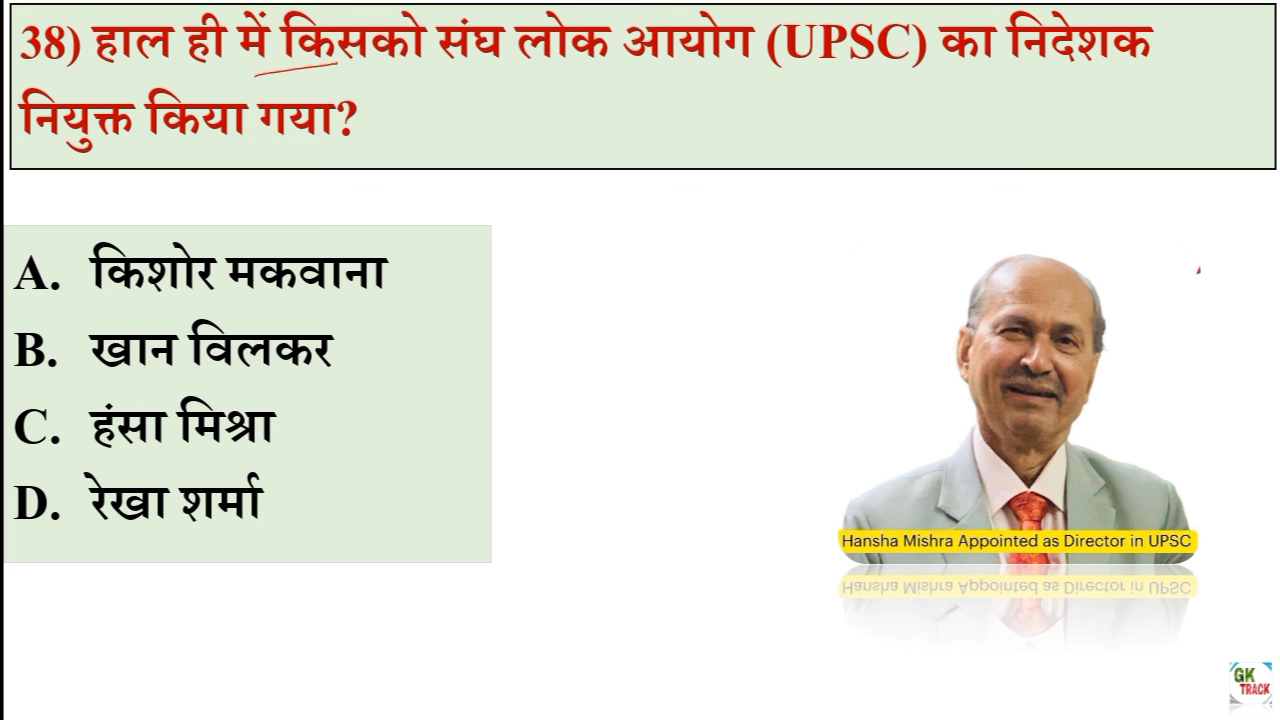 38) हाल ही में किसको संघ लोक आयोग (UPSC) का निदेशक
नियुक्त किया गया?
A. किशोर मकवाना
B. खान विलकर
C. हंसा मिश्रा
D. रेखा शर्मा
Hansha Mishra Appointed as Director in UPSC
GK
TRACK